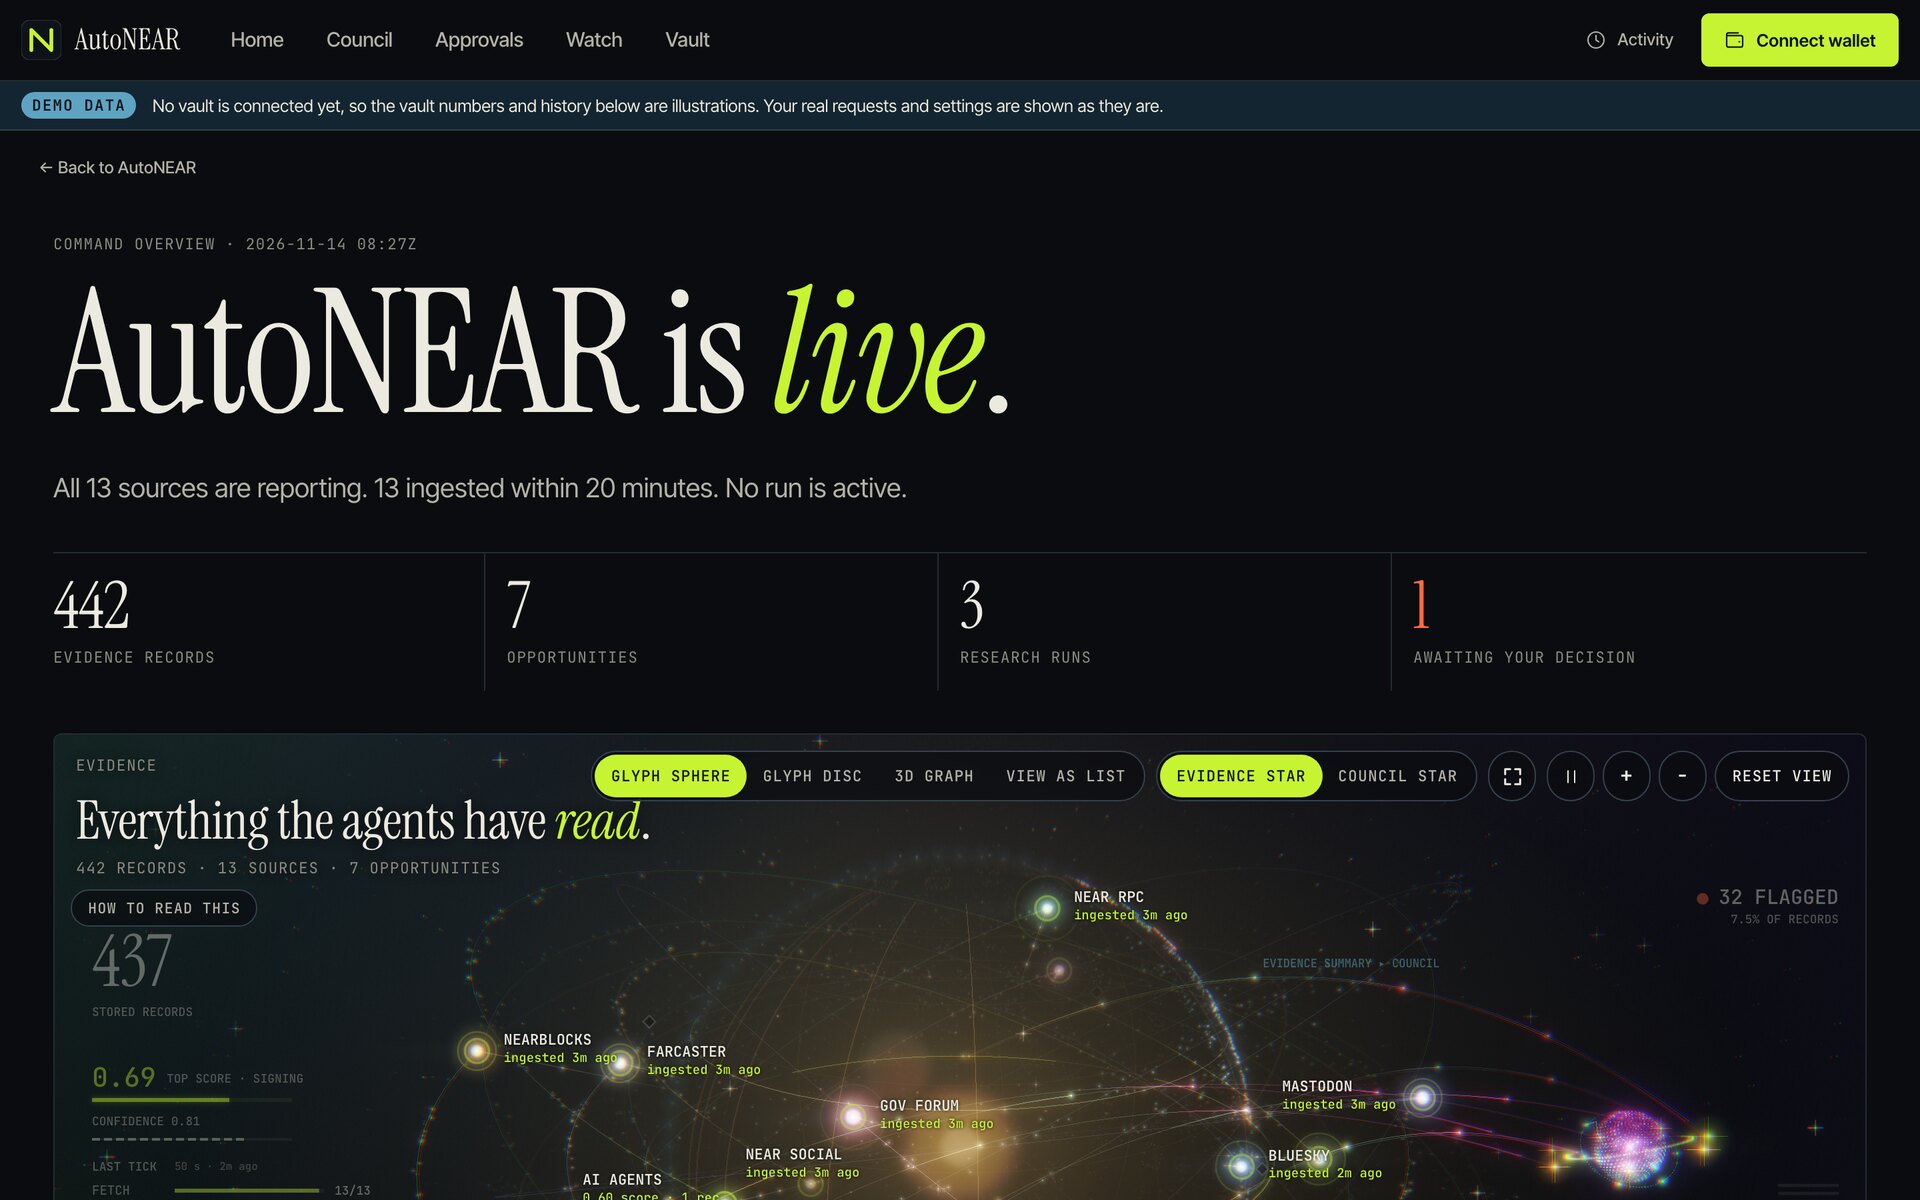 AutoNEAR Home Council Approvals Watch Vault Activity Connect wallet
DEMO DATA No vault is connected yet, so the vault numbers and history below are illustrations. Your real requests and settings are shown as they are.
← Back to AutoNEAR
COMMAND OVERVIEW · 2026-11-14 08:27Z
AutoNEAR is live.
All 13 sources are reporting. 13 ingested within 20 minutes. No run is active.
442
EVIDENCE RECORDS
7
OPPORTUNITIES
3
RESEARCH RUNS
1
AWAITING YOUR DECISION
EVIDENCE
GLYPH SPHERE GLYPH DISC 3D GRAPH VIEW AS LIST
EVIDENCE STAR COUNCIL STAR
+ - RESET VIEW
Everything the agents have read.
442 RECORDS · 13 SOURCES · 7 OPPORTUNITIES
HOW TO READ THIS
32 FLAGGED
7.5% OF RECORDS
437
STORED RECORDS
NEAR RPC
ingested 3m ago
EVIDENCE SUMMARY ▸ COUNCIL
NEARBLOCKS
ingested 3m ago
FARCASTER
ingested 3m ago
0.69 TOP SCORE · SIGNING
CONFIDENCE 0.81
MASTODON
ingested 3m ago
GOV FORUM
ingested 3m ago
NEAR SOCIAL
ingested 3m ago
BLUESKY
ingested 2m ago
LAST TICK 50 s · 2m ago
FETCH 13/13
AI AGENTS
0.60 score · 1 rec